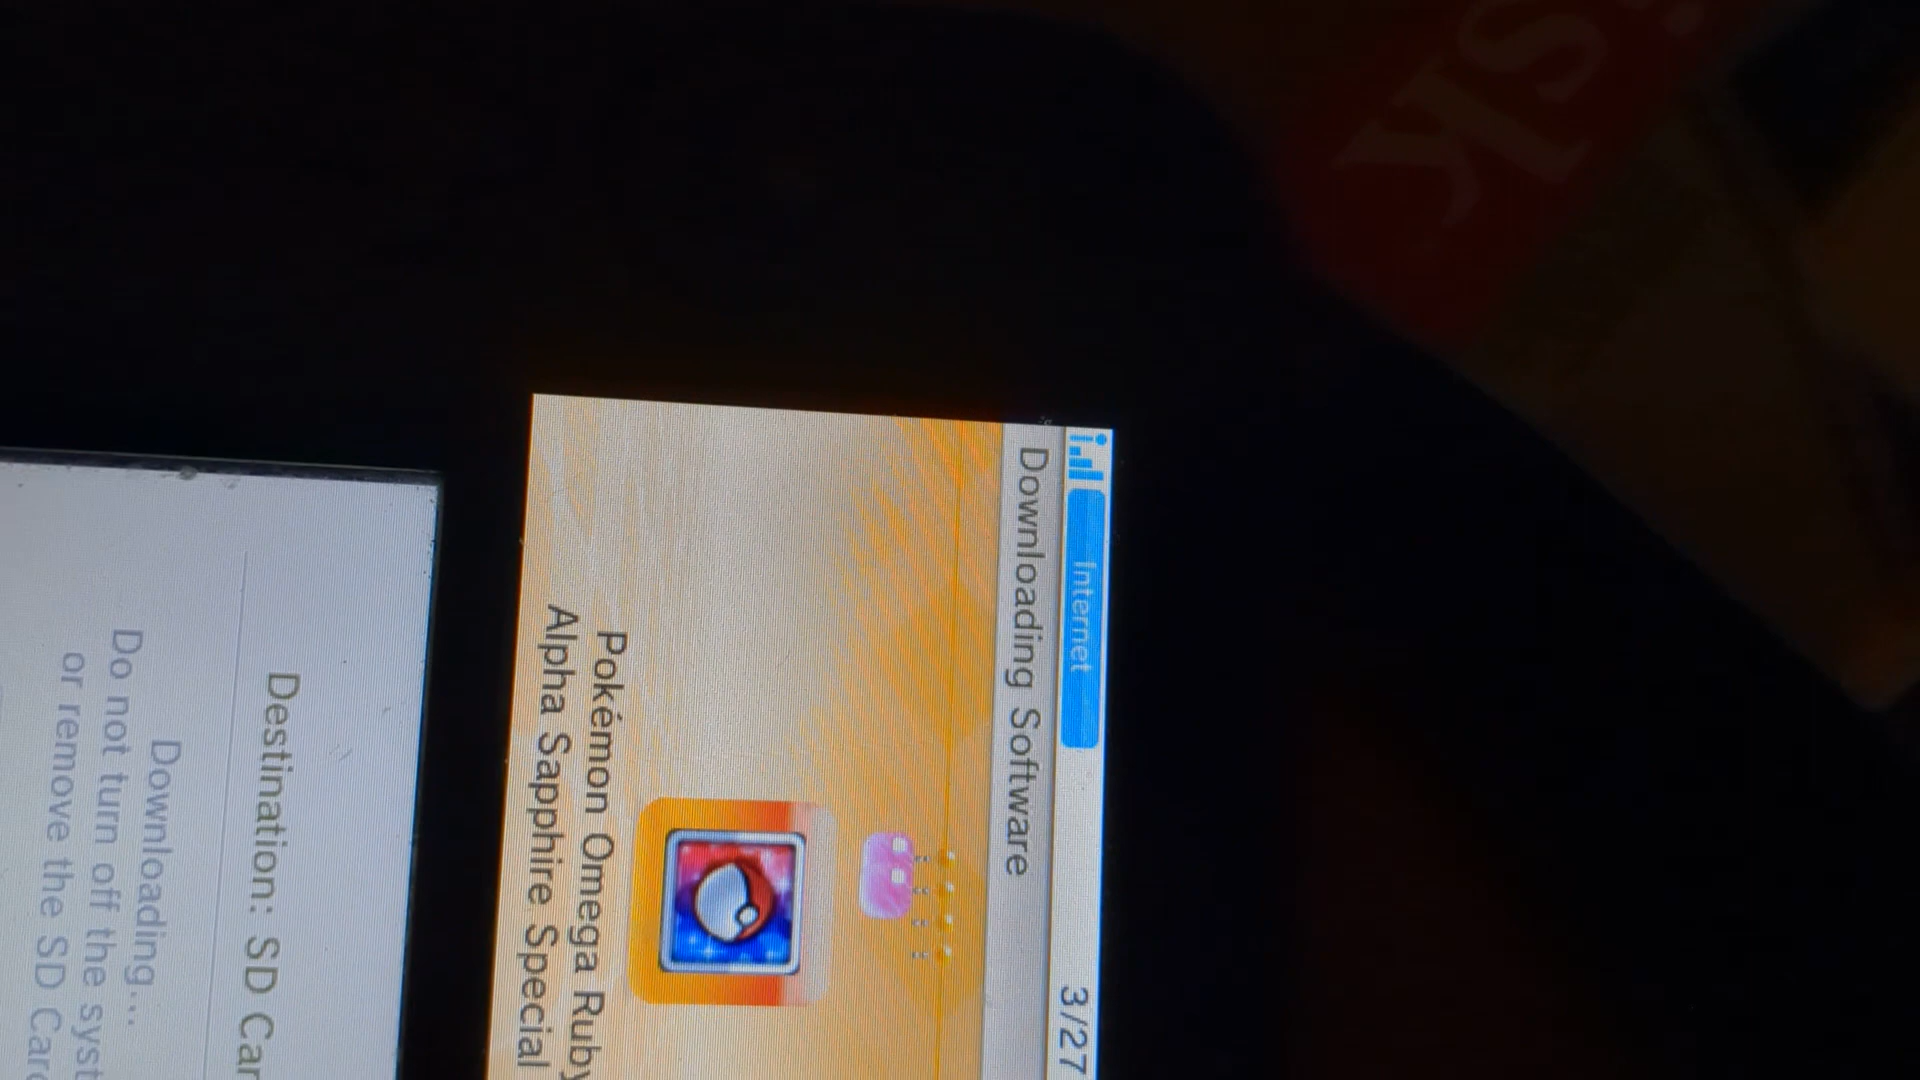 Internet 3/27
Downloading Software
Pokémon Omega Ruby
Alpha Sapphire Special
Destination: SD
Downloading...
Do not turn off the
or remove the SD